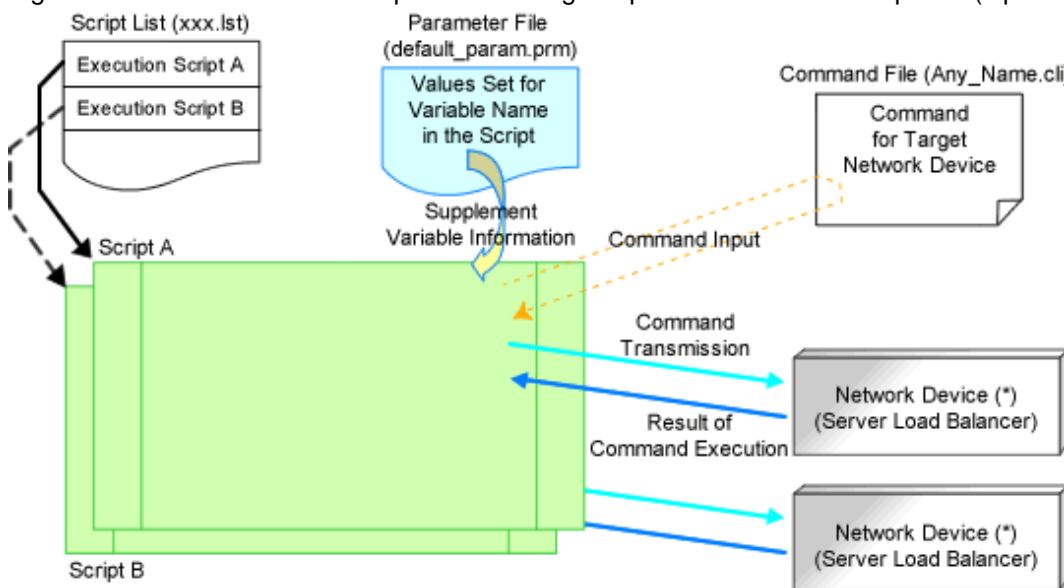 Script List (xxx.lst)
Execution Script A
Execution Script B
Parameter File
(default_param.prm)
Values Set for
Variable Name
in the Script
Command File (Any_Name.cli
Command
for Target
Network Device
Supplement
Variable Information
Command Input
Script A
Command
Transmission
Network Device (*)
(Server Load Balancer)
Result of
Command Execution
Network Device (*)
(Server Load Balancer)
Script B